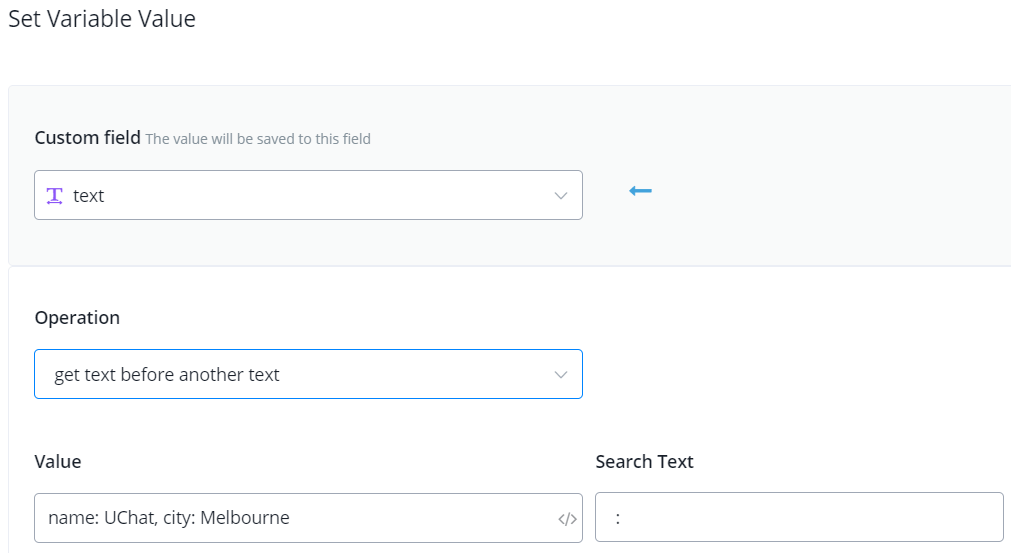 Set Variable Value
Custom field The value will be saved to this field
text
Operation
get text before another text
Value
Search Text
name: UChat, city: Melbourne </>
: